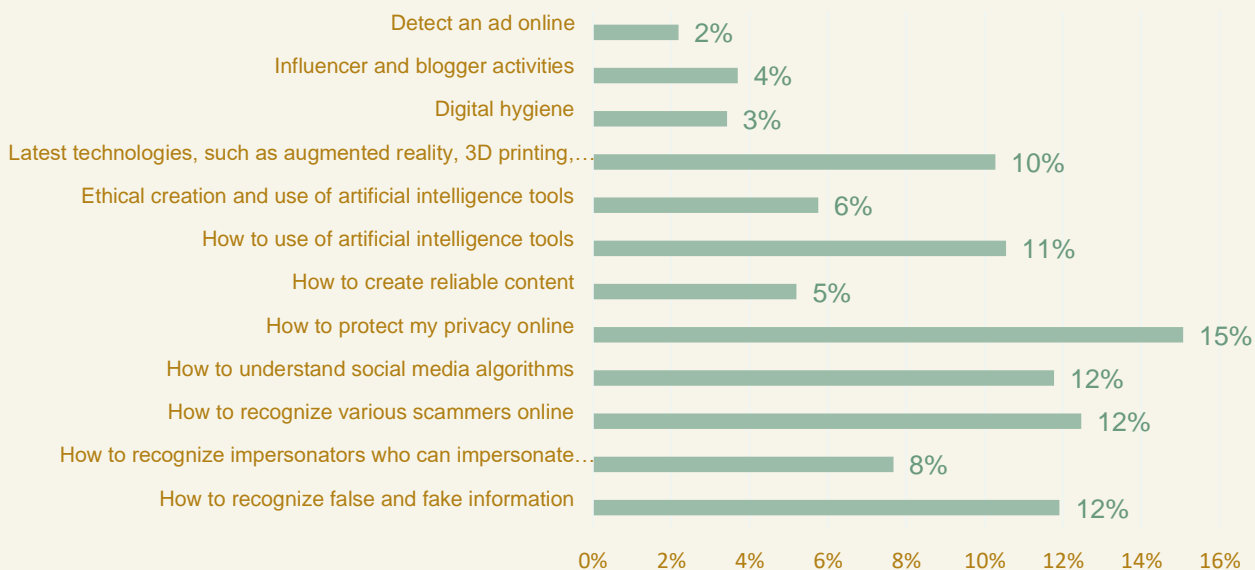 Detect an ad online 2%
Influencer and blogger activities 4%
Digital hygiene 3%
Latest technologies, such as augmented reality, 3D printing,… 10%
Ethical creation and use of artificial intelligence tools 6%
How to use of artificial intelligence tools 11%
How to create reliable content 5%
How to protect my privacy online 15%
How to understand social media algorithms 12%
How to recognize various scammers online 12%
How to recognize impersonators who can impersonate… 8%
How to recognize false and fake information 12%
0% 2% 4% 6% 8% 10% 12% 14% 16%